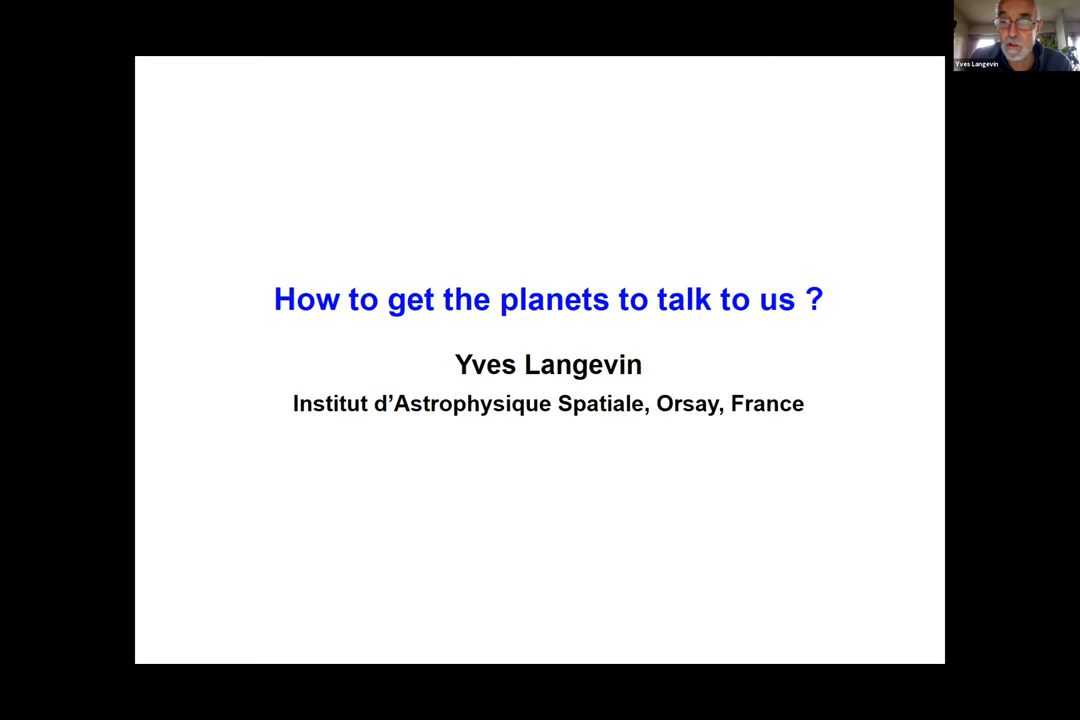 Yves Langevin
How to get the planets to talk to us ?
Yves Langevin
Institut d’Astrophysique Spatiale, Orsay, France